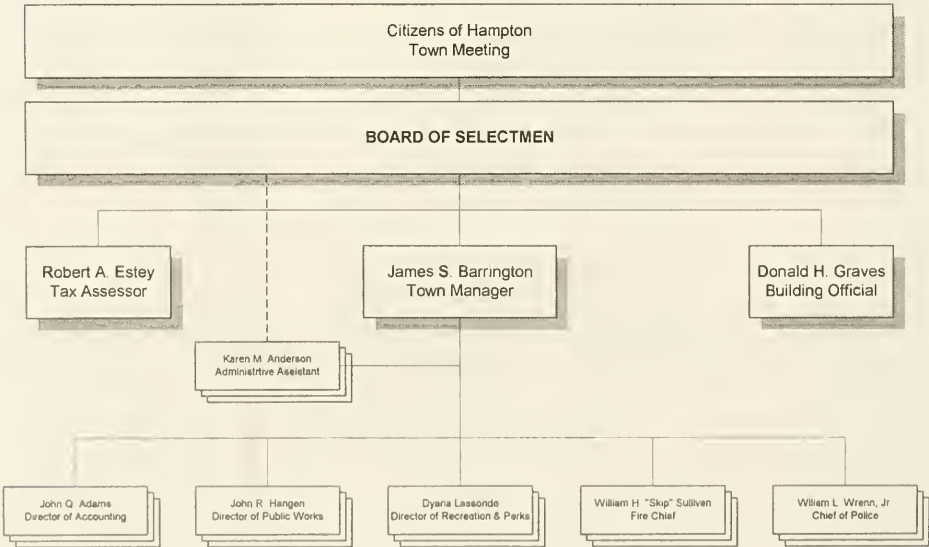 Citizens of Hampton
Town Meeting
BOARD OF SELECTMEN
Robert A. Estey
Tax Assessor
James S. Barrington
Town Manager
Donald H. Graves
Building Official
Karen M. Anderson
Administrtive Assistant
John Q. Adams
Director of Accounting
John R. Hangen
Director of Public Works
Dyana Lassonde
Director of Recreation & Parks
William H. "Skip" Sullivan
Fire Chief
William L. Wrenn, Jr
Chief of Police